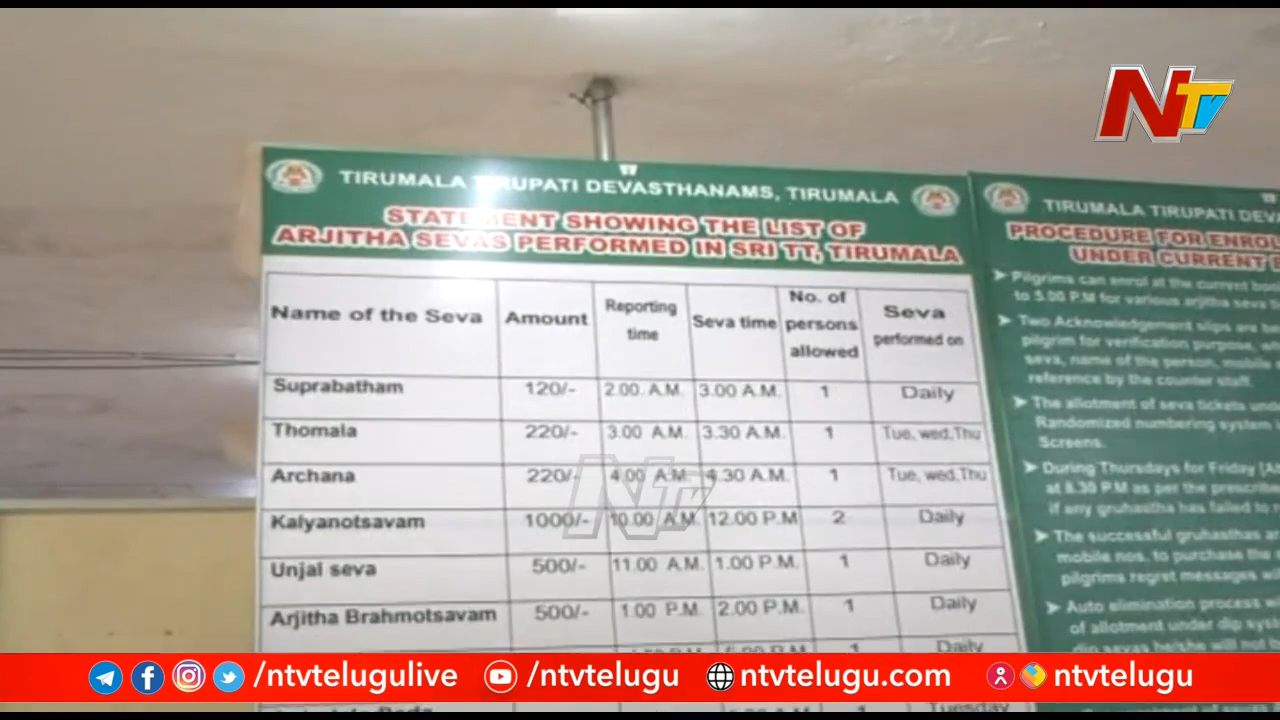 NTV
TIRUMALA TIRUPATI DEVASTHANAMS, TIRUMALA
STATEMENT SHOWING THE LIST OF
ARJITHA SEVAS PERFORMED IN SRI TT, TIRUMALA
Name of the Seva Amount Reporting time Seva time No. of persons allowed Seva performed on
Suprabatham 120/- 2.00. A.M. 3.00 A.M. 1 Daily
Thomala 220/- 3.00 A.M. 3.30 A.M. 1 Tue, wed,Thu
Archana 220/- 4.00 A.M. 4.30 A.M. 1 Tue, wed,Thu
Kalyanotsavam 1000/- 10.00 A.M. 12.00 P.M 2 Daily
Unjal seva 500/- 11.00 A.M. 1.00 P.M. 1 Daily
Arjitha Brahmotsavam 500/- 1.00 P.M. 2.00 P.M. 1 Daily
1 Daily
1 Tuesday
TIRUMALA TIRUPATI
PROCEDURE FOR
UNDER CURRENT
➤ Pilgrims can enrol at the current
to 5.00 P.M for various arjitha seva
➤ Two Acknowledgement slips are
pilgrim for verification purpose,
seva, name of the person, mobile
reference by the counter staff.
➤ The allotment of seva tickets
Randomized numbering system
Screens.
➤ During Thursdays for Friday
at 8.30 P.M as per the
if any gruhastha has failed to
➤ The successful gruhasthas
mobile nos. to purchase the
pilgrims regret messages
➤ Auto elimination process
of allotment under dip
NTV
/ntvtelugulive /ntvtelugu ntvtelugu.com ntvtelugu